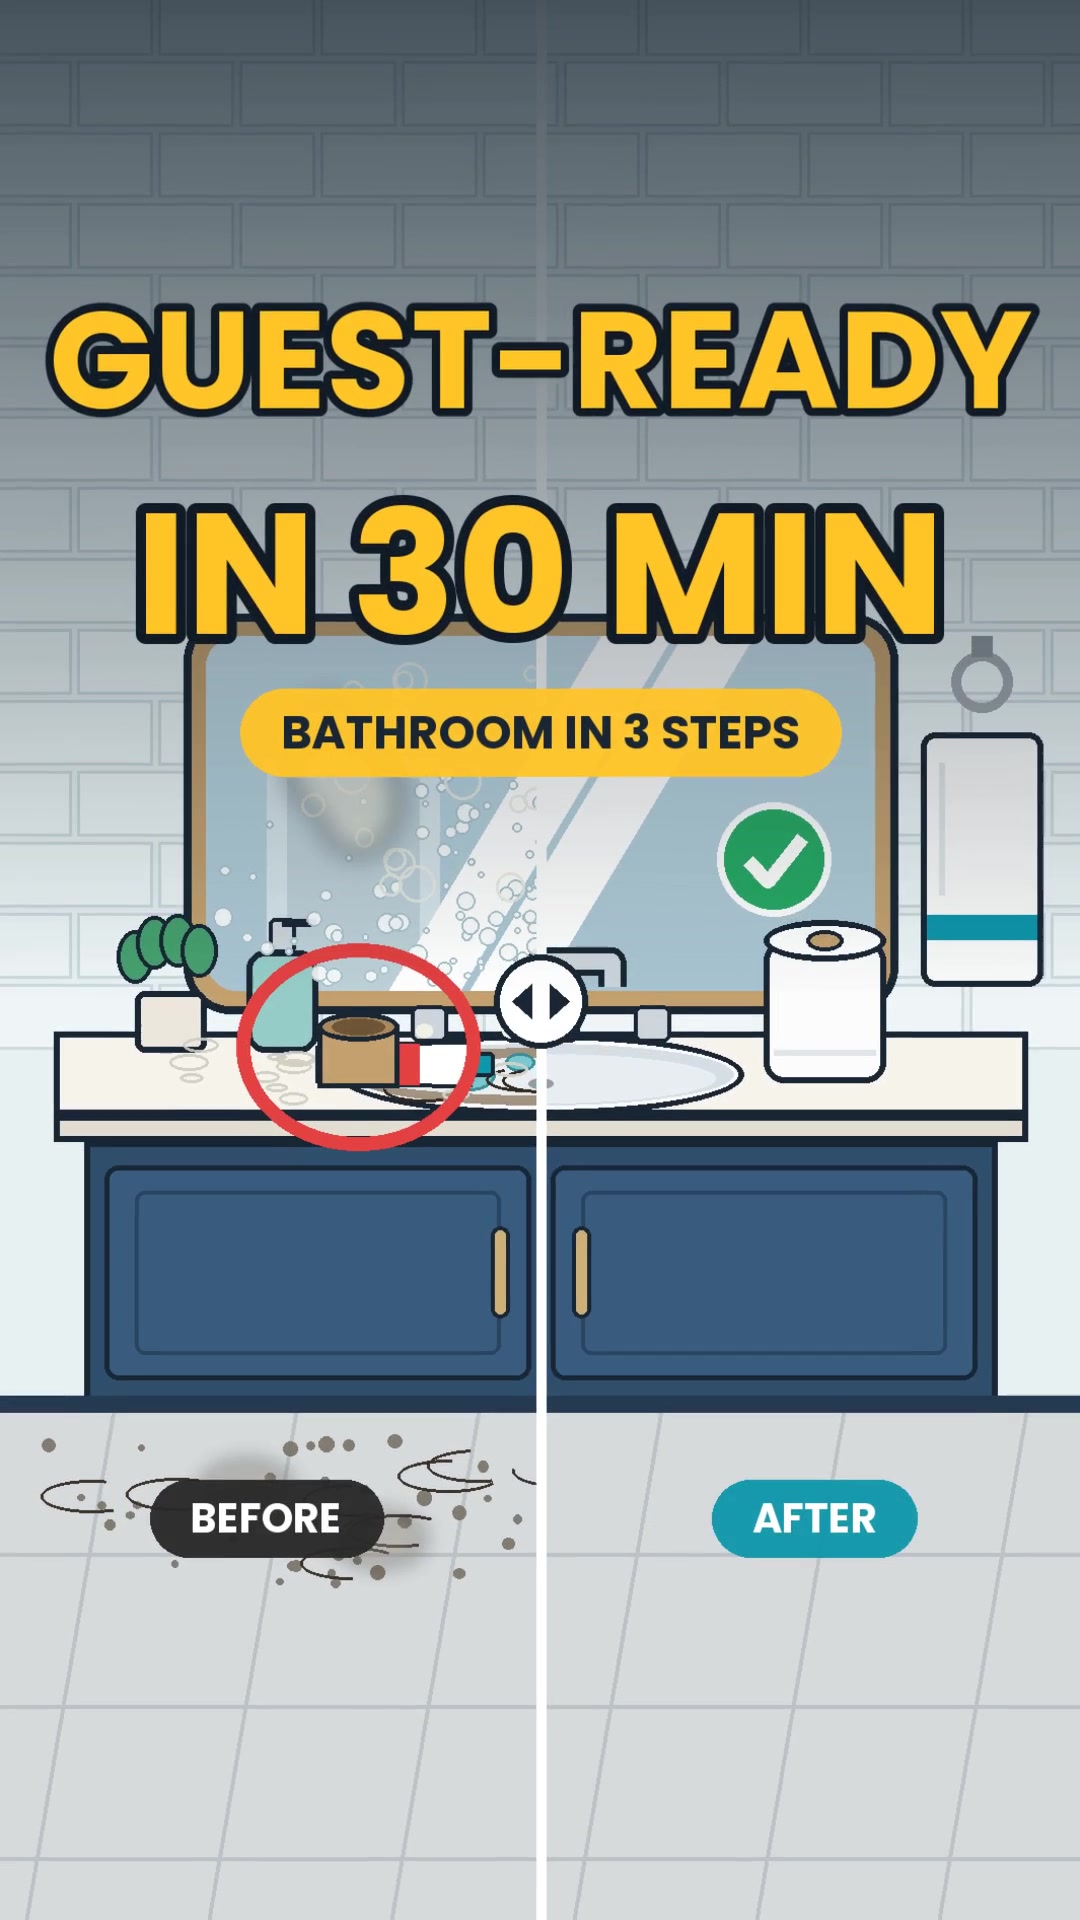 GUEST-READY
IN 30 MIN
BATHROOM IN 3 STEPS
BEFORE
AFTER